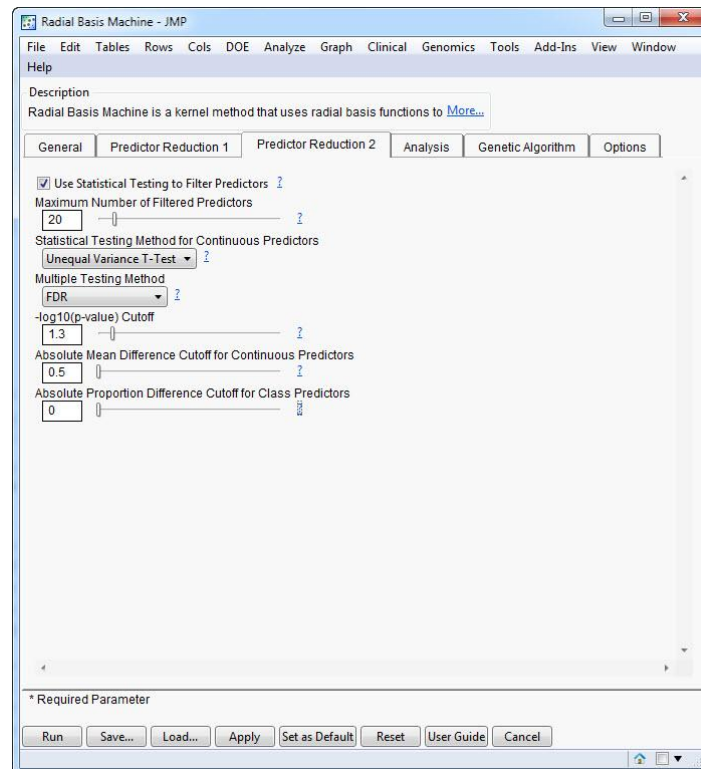 Radial Basis Machine - JMP
File Edit Tables Rows Cols DOE Analyze Graph Clinical Genomics Tools Add-Ins View Window
Help
Description
Radial Basis Machine is a kernel method that uses radial basis functions to More...
General Predictor Reduction 1 Predictor Reduction 2 Analysis Genetic Algorithm Options
Use Statistical Testing to Filter Predictors ?
Maximum Number of Filtered Predictors
20 ?
Statistical Testing Method for Continuous Predictors
Unequal Variance T-Test ?
Multiple Testing Method
FDR ?
-log10(p-value) Cutoff
1.3 ?
Absolute Mean Difference Cutoff for Continuous Predictors
0.5 ?
Absolute Proportion Difference Cutoff for Class Predictors
0 ?
* Required Parameter
Run Save... Load... Apply Set as Default Reset User Guide Cancel